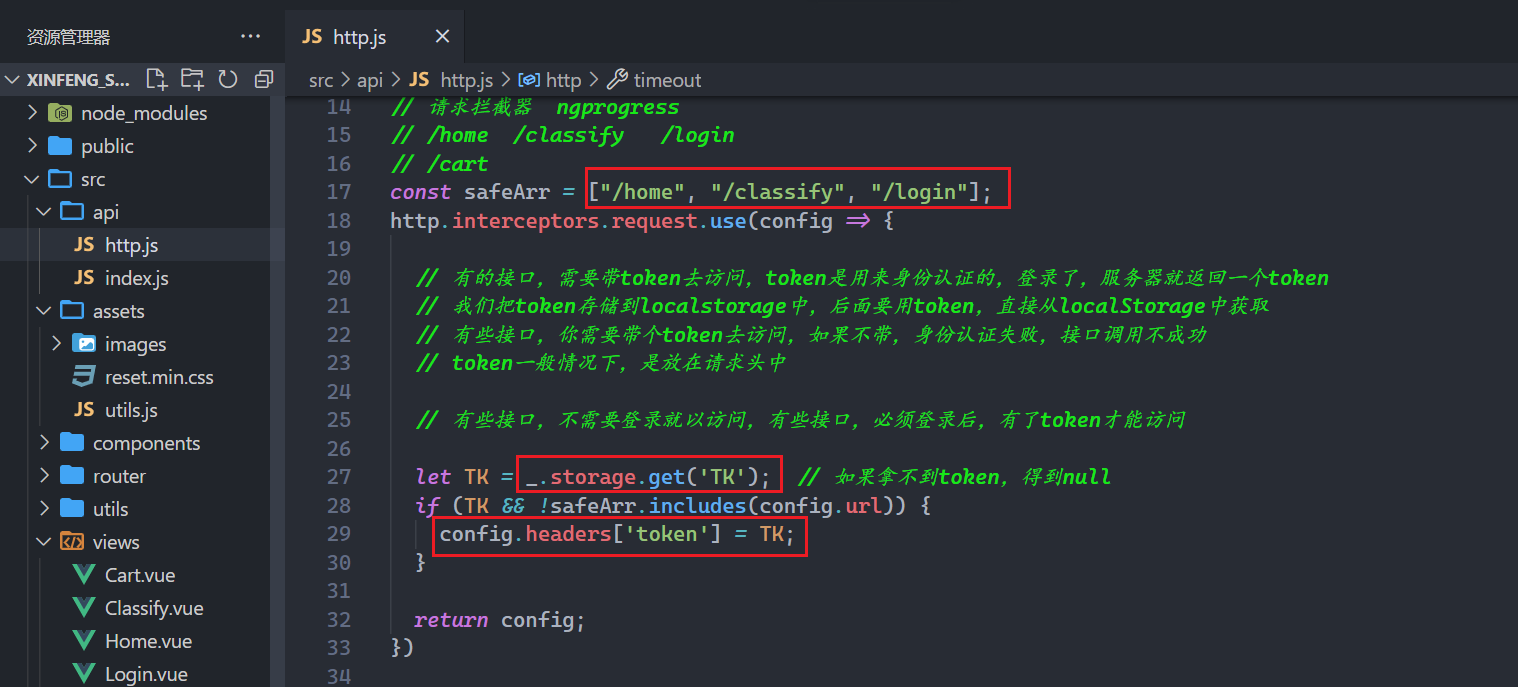 资源管理器 ···
XINFENG_S...
node_modules
public
src
api
http.js
index.js
assets
images
reset.min.css
utils.js
components
router
utils
views
Cart.vue
Classify.vue
Home.vue
Login.vue
JS http.js
src > api > JS http.js > http > timeout
14 // 请求拦截器 ngprogress
15 // /home /classify /login
16 // /cart
17 const safeArr = ["/home", "/classify", "/login"];
18 http.interceptors.request.use(config => {
19
20 // 有的接口，需要带token去访问，token是用来身份认证的，登录了，服务器就返回一个token
21 // 我们把token存储到localstorage中，后面要用token，直接从localStorage中获取
22 // 有些接口，你需要带个token去访问，如果不带，身份认证失败，接口调用不成功
23 // token一般情况下，是放在请求头中
24
25 // 有些接口，不需要登录就以访问，有些接口，必须登录后，有了token才能访问
26
27 let TK = _.storage.get('TK'); // 如果拿不到token，得到null
28 if (TK && !safeArr.includes(config.url)) {
29 config.headers['token'] = TK;
30 }
31
32 return config;
33 })
34